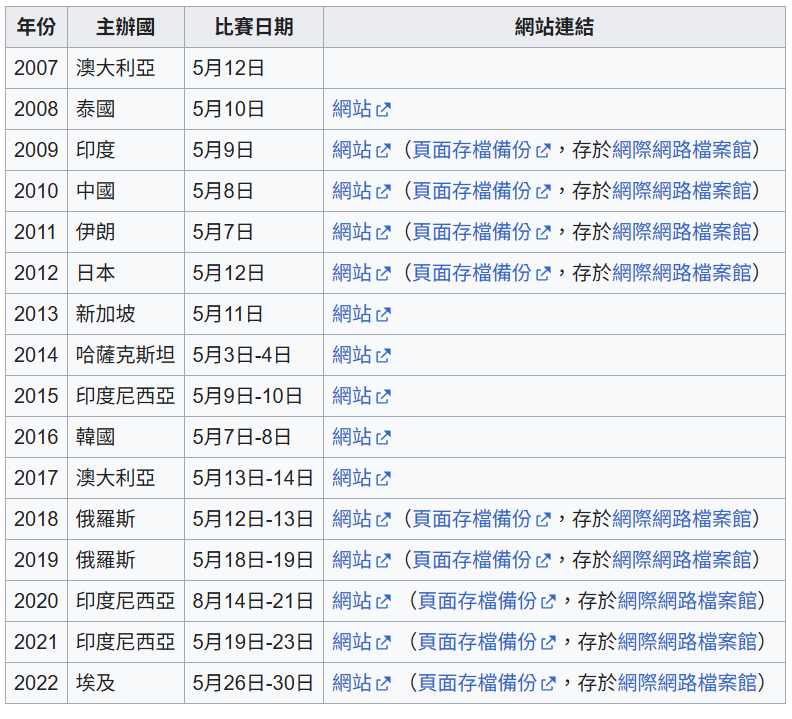 年份 主辦國 比賽日期 網站連結
2007 澳大利亞 5月12日
2008 泰國 5月10日 網站
2009 印度 5月9日 網站（頁面存檔備份，存於網際網路檔案館）
2010 中國 5月8日 網站（頁面存檔備份，存於網際網路檔案館）
2011 伊朗 5月7日 網站（頁面存檔備份，存於網際網路檔案館）
2012 日本 5月12日 網站（頁面存檔備份，存於網際網路檔案館）
2013 新加坡 5月11日 網站
2014 哈薩克斯坦 5月3日-4日 網站
2015 印度尼西亞 5月9日-10日 網站
2016 韓國 5月7日-8日 網站
2017 澳大利亞 5月13日-14日 網站
2018 俄羅斯 5月12日-13日 網站（頁面存檔備份，存於網際網路檔案館）
2019 俄羅斯 5月18日-19日 網站（頁面存檔備份，存於網際網路檔案館）
2020 印度尼西亞 8月14日-21日 網站 （頁面存檔備份，存於網際網路檔案館）
2021 印度尼西亞 5月19日-23日 網站 （頁面存檔備份，存於網際網路檔案館）
2022 埃及 5月26日-30日 網站 （頁面存檔備份，存於網際網路檔案館）